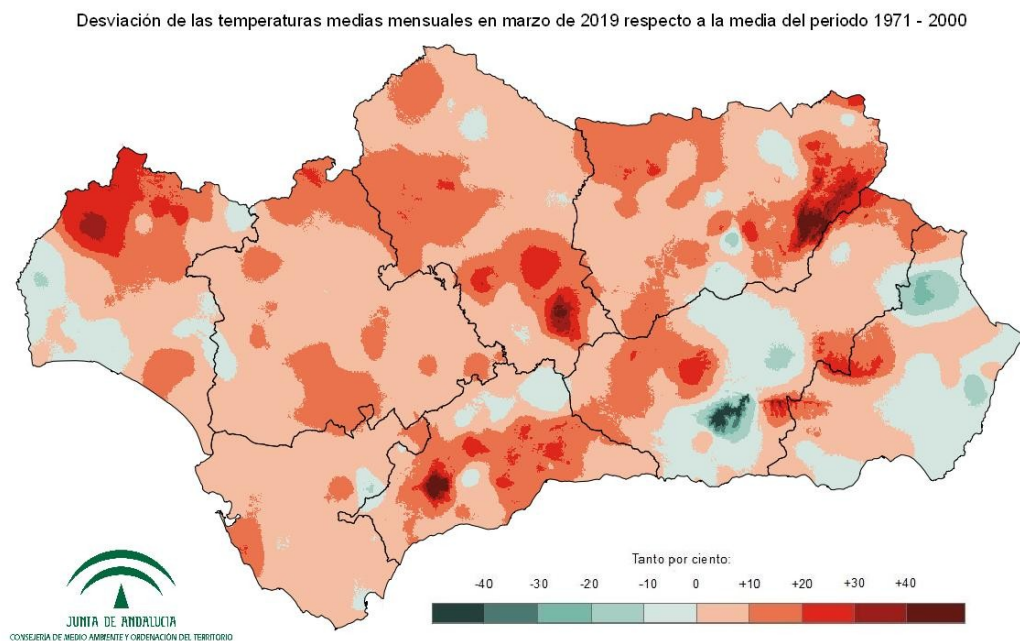 Desviación de las temperaturas medias mensuales en marzo de 2019 respecto a la media del periodo 1971 - 2000
Tanto por ciento:
-40 -30 -20 -10 0 +10 +20 +30 +40
JUNTA DE ANDALUCIA
CONSEJERÍA DE MEDIO AMBIENTE Y ORDENACIÓN DEL TERRITORIO